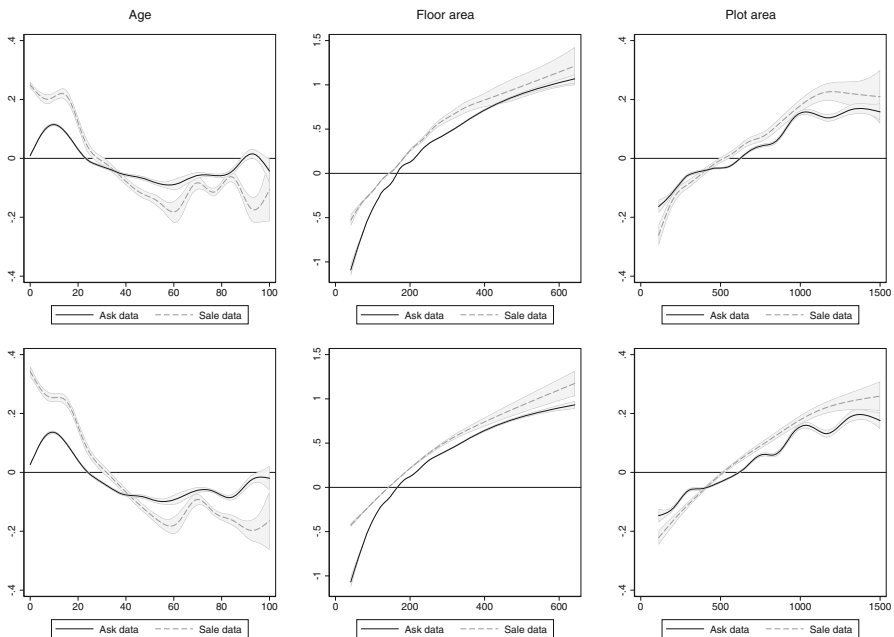 Age Floor area Plot area
.4 .2 0 -.2 -.4
0 20 40 60 80 100
1.5 1 .5 0 -.5 -1
0 200 400 600
.4 .2 0 -.2 -.4
0 500 1000 1500
Ask data Sale data Ask data Sale data Ask data Sale data
.4 .2 0 -.2 -.4
0 20 40 60 80 100
1.5 1 .5 0 -.5 -1
0 200 400 600
.4 .2 0 -.2 -.4
0 500 1000 1500
Ask data Sale data Ask data Sale data Ask data Sale data